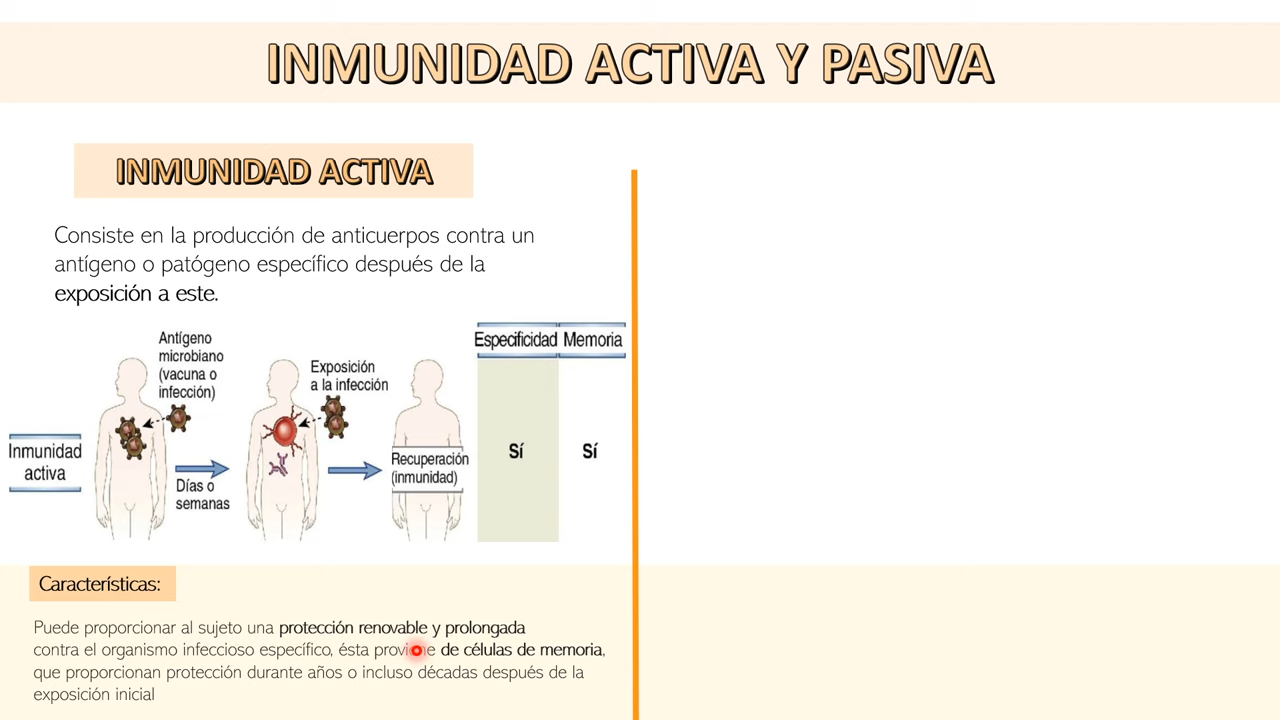 INMUNIDAD ACTIVA Y PASIVA
INMUNIDAD ACTIVA
Consiste en la producción de anticuerpos contra un
antígeno o patógeno específico después de la
exposición a este.
Antígeno
microbiano
(vacuna o
infección)
Exposición
a la infección
Especificidad
Memoria
Inmunidad
activa
Días o
semanas
Recuperación
(inmunidad)
Sí
Sí
Características:
Puede proporcionar al sujeto una protección renovable y prolongada
contra el organismo infeccioso específico, ésta proviene de células de memoria,
que proporcionan protección durante años o incluso décadas después de la
exposición inicial